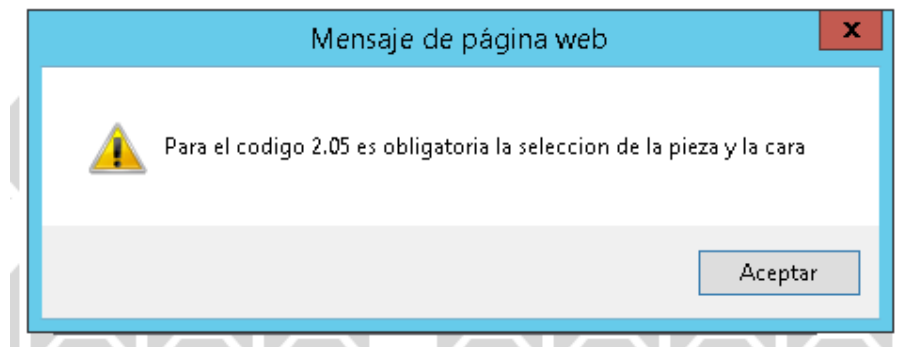 Mensaje de página web
x
Para el codigo 2.05 es obligatoria la seleccion de la pieza y la cara
Aceptar